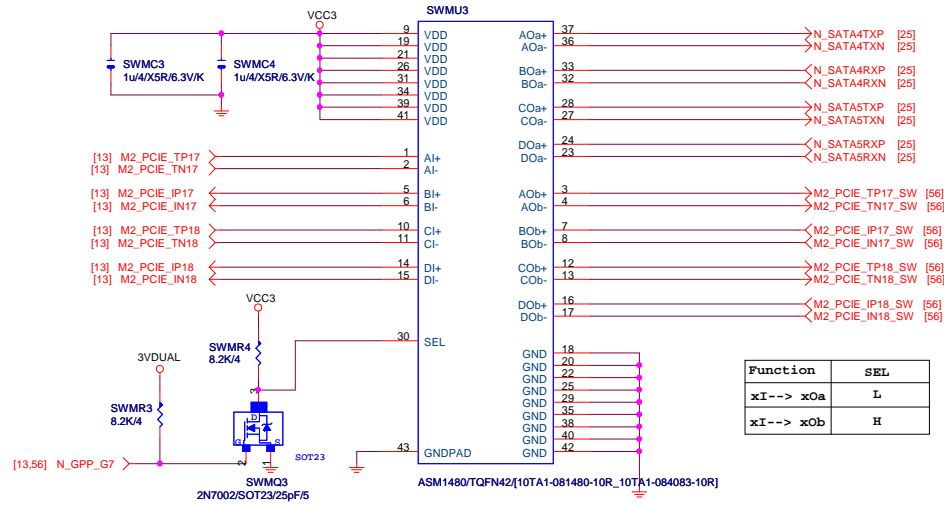 SWMU3
VCC3
SWMC3
1u/4/X5R/6.3V/K
SWMC4
1u/4/X5R/6.3V/K
9 VDD
19 VDD
21 VDD
26 VDD
31 VDD
34 VDD
39 VDD
41 VDD
[13] M2_PCIE_TP17 1 AI+
[13] M2_PCIE_TN17 2 AI-
[13] M2_PCIE_IP17 5 BI+
[13] M2_PCIE_IN17 6 BI-
[13] M2_PCIE_TP18 10 CI+
[13] M2_PCIE_TN18 11 CI-
[13] M2_PCIE_IP18 14 DI+
[13] M2_PCIE_IN18 15 DI-
VCC3
SWMR4
8.2K/4
30 SEL
3VDUAL
SWMR3
8.2K/4
3
D
G
S
2
1
SOT23
[13,56] N_GPP_G7
SWMQ3
2N7002/SOT23/25pF/5
43 GNDPAD
AOa+ 37 N_SATA4TXP [25]
AOa- 36 N_SATA4TXN [25]
BOa+ 33 N_SATA4RXP [25]
BOa- 32 N_SATA4RXN [25]
COa+ 28 N_SATA5TXP [25]
COa- 27 N_SATA5TXN [25]
DOa+ 24 N_SATA5RXP [25]
DOa- 23 N_SATA5RXN [25]
AOb+ 3 M2_PCIE_TP17_SW [56]
AOb- 4 M2_PCIE_TN17_SW [56]
BOb+ 7 M2_PCIE_IP17_SW [56]
BOb- 8 M2_PCIE_IN17_SW [56]
COb+ 12 M2_PCIE_TP18_SW [56]
COb- 13 M2_PCIE_TN18_SW [56]
DOb+ 16 M2_PCIE_IP18_SW [56]
DOb- 17 M2_PCIE_IN18_SW [56]
GND 18
GND 20
GND 22
GND 25
GND 29
GND 35
GND 38
GND 40
GND 42
ASM1480/TQFN42/[10TA1-081480-10R_10TA1-084083-10R]
Function SEL
xI--> xOa L
xI--> xOb H